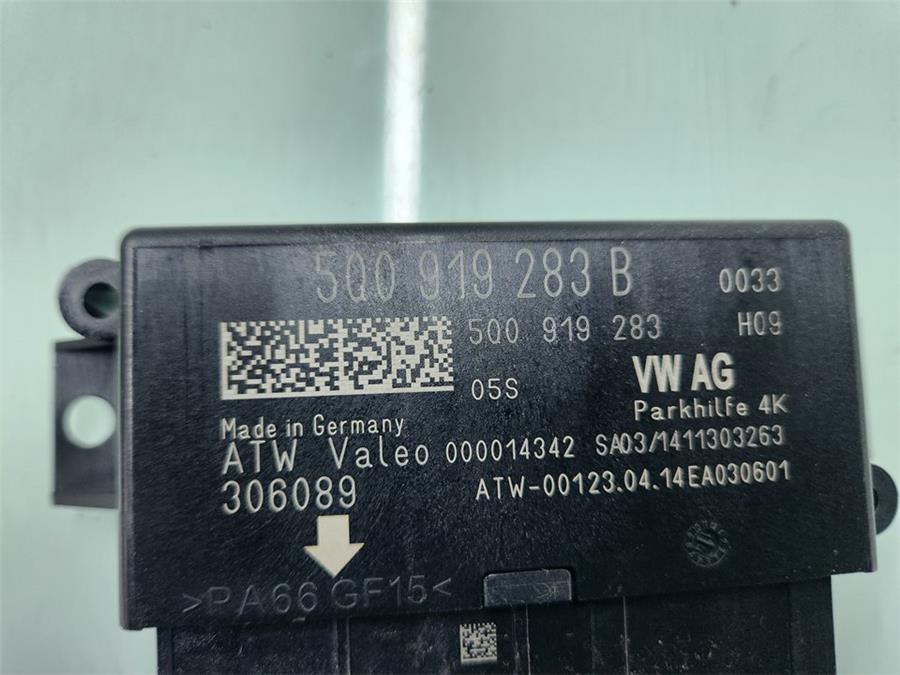 5Q0 919 283 B 0033
5Q0 919 283 H09
05S VW AG
Parkhilfe 4K
Made in Germany
ATW Valeo 000014342 SA03/1411303263
306089 ATW-00123.04.14EA030601
>PA66 GF15<